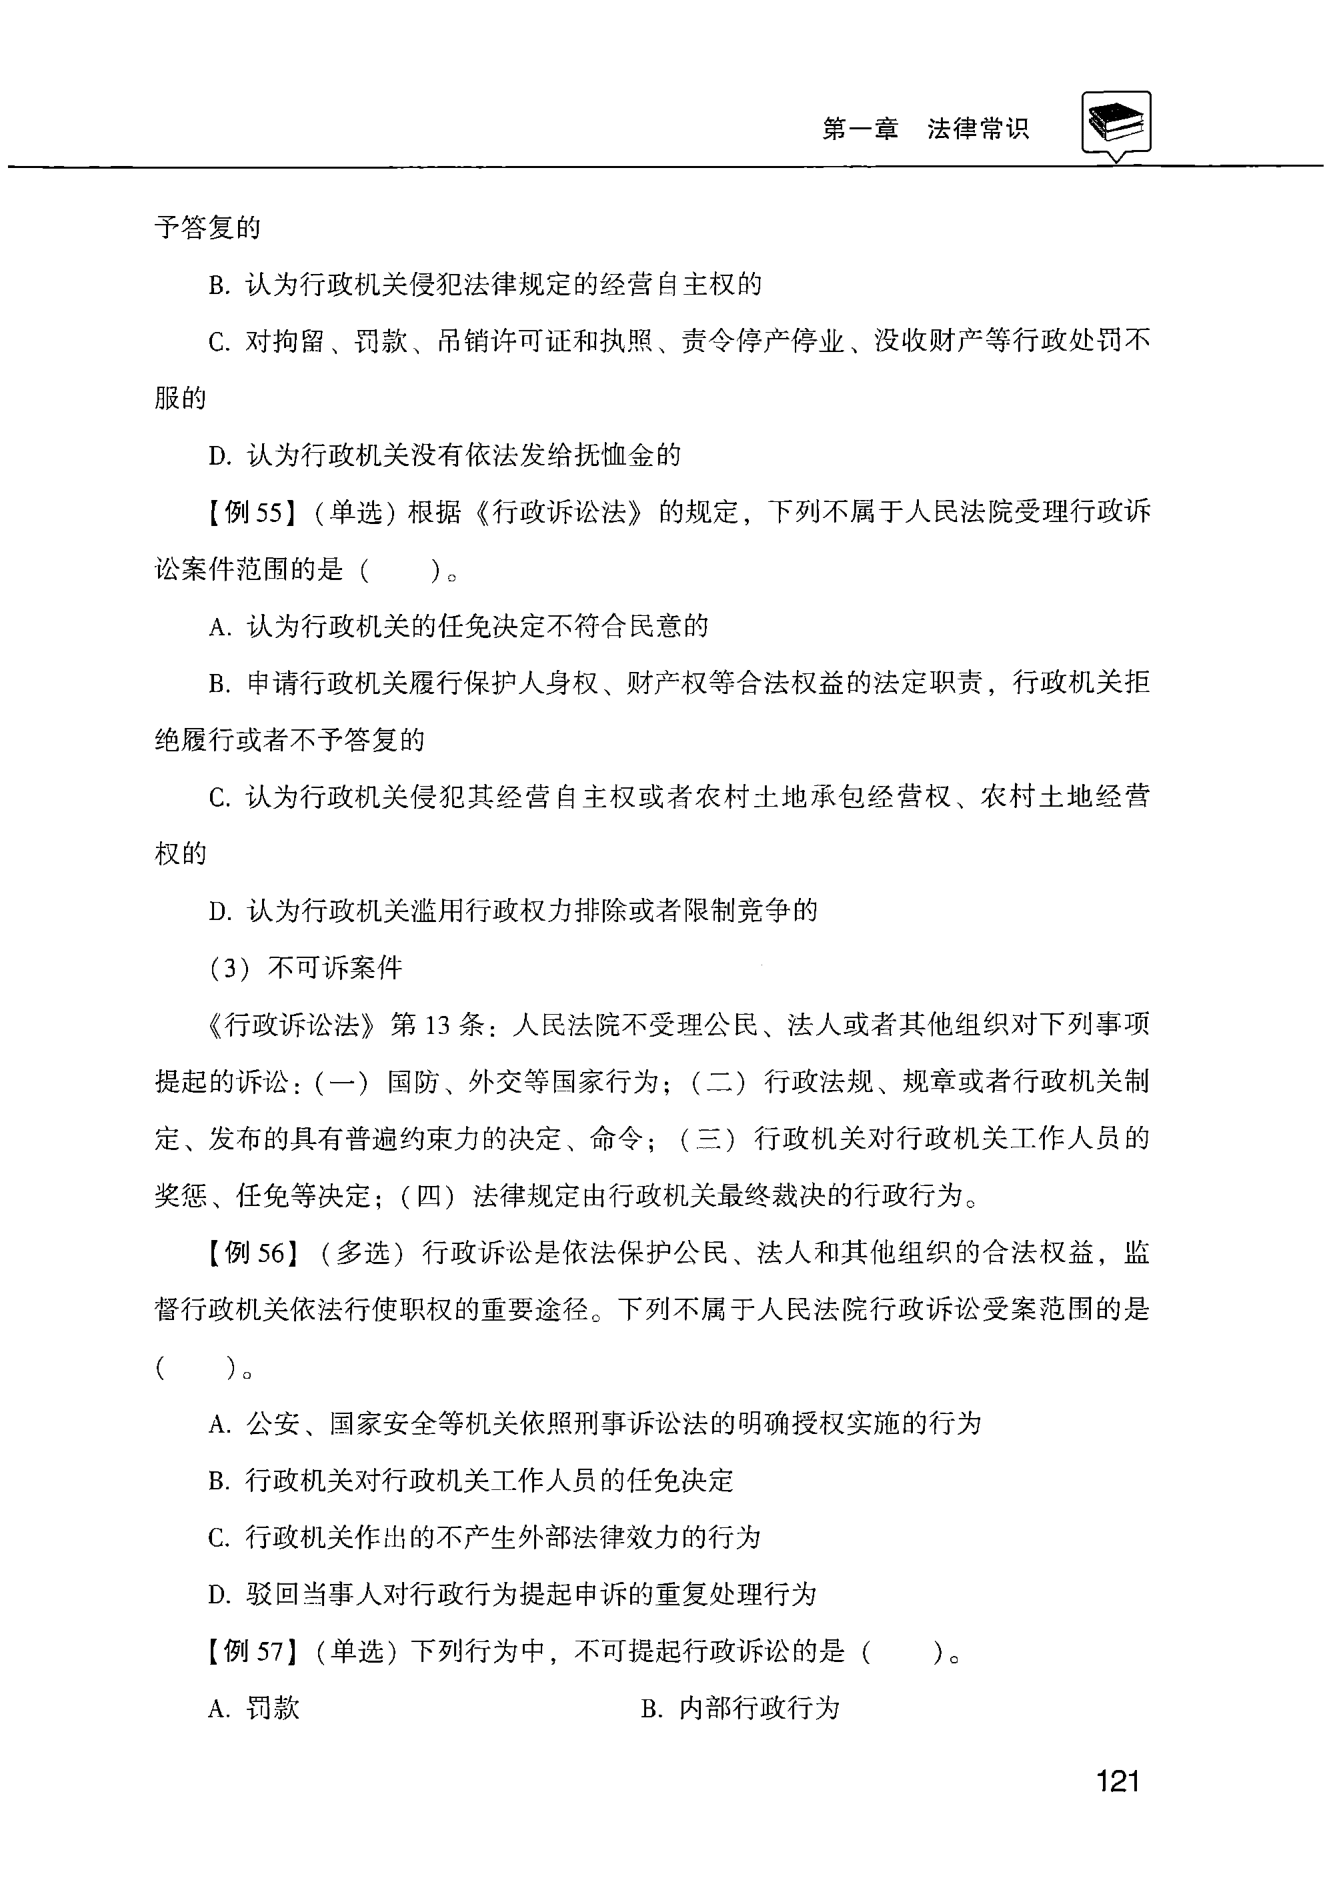 第一章 法律常识
予答复的
B. 认为行政机关侵犯法律规定的经营自主权的
C. 对拘留、罚款、吊销许可证和执照、责令停产停业、没收财产等行政处罚不
服的
D. 认为行政机关没有依法发给抚恤金的
【例 55】(单选) 根据《行政诉讼法》的规定，下列不属于人民法院受理行政诉
讼案件范围的是（　　）。
A. 认为行政机关的任免决定不符合民意的
B. 申请行政机关履行保护人身权、财产权等合法权益的法定职责，行政机关拒
绝履行或者不予答复的
C. 认为行政机关侵犯其经营自主权或者农村土地承包经营权、农村土地经营
权的
D. 认为行政机关滥用行政权力排除或者限制竞争的
(3) 不可诉案件
《行政诉讼法》第 13 条：人民法院不受理公民、法人或者其他组织对下列事项
提起的诉讼：(一) 国防、外交等国家行为；(二) 行政法规、规章或者行政机关制
定、发布的具有普遍约束力的决定、命令；(三) 行政机关对行政机关工作人员的
奖惩、任免等决定；(四) 法律规定由行政机关最终裁决的行政行为。
【例 56】(多选) 行政诉讼是依法保护公民、法人和其他组织的合法权益，监
督行政机关依法行使职权的重要途径。下列不属于人民法院行政诉讼受案范围的是
（　　）。
A. 公安、国家安全等机关依照刑事诉讼法的明确授权实施的行为
B. 行政机关对行政机关工作人员的任免决定
C. 行政机关作出的不产生外部法律效力的行为
D. 驳回当事人对行政行为提起申诉的重复处理行为
【例 57】(单选) 下列行为中，不可提起行政诉讼的是（　　）。
A. 罚款　　B. 内部行政行为
121